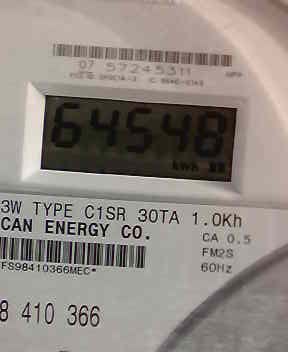 07 57245311
64548
kWh
3W TYPE C1SR 30TA 1.0Kh
CAN ENERGY CO.
CA 0.5
FM2S
FS98410366MEC*
60Hz
8 410 366